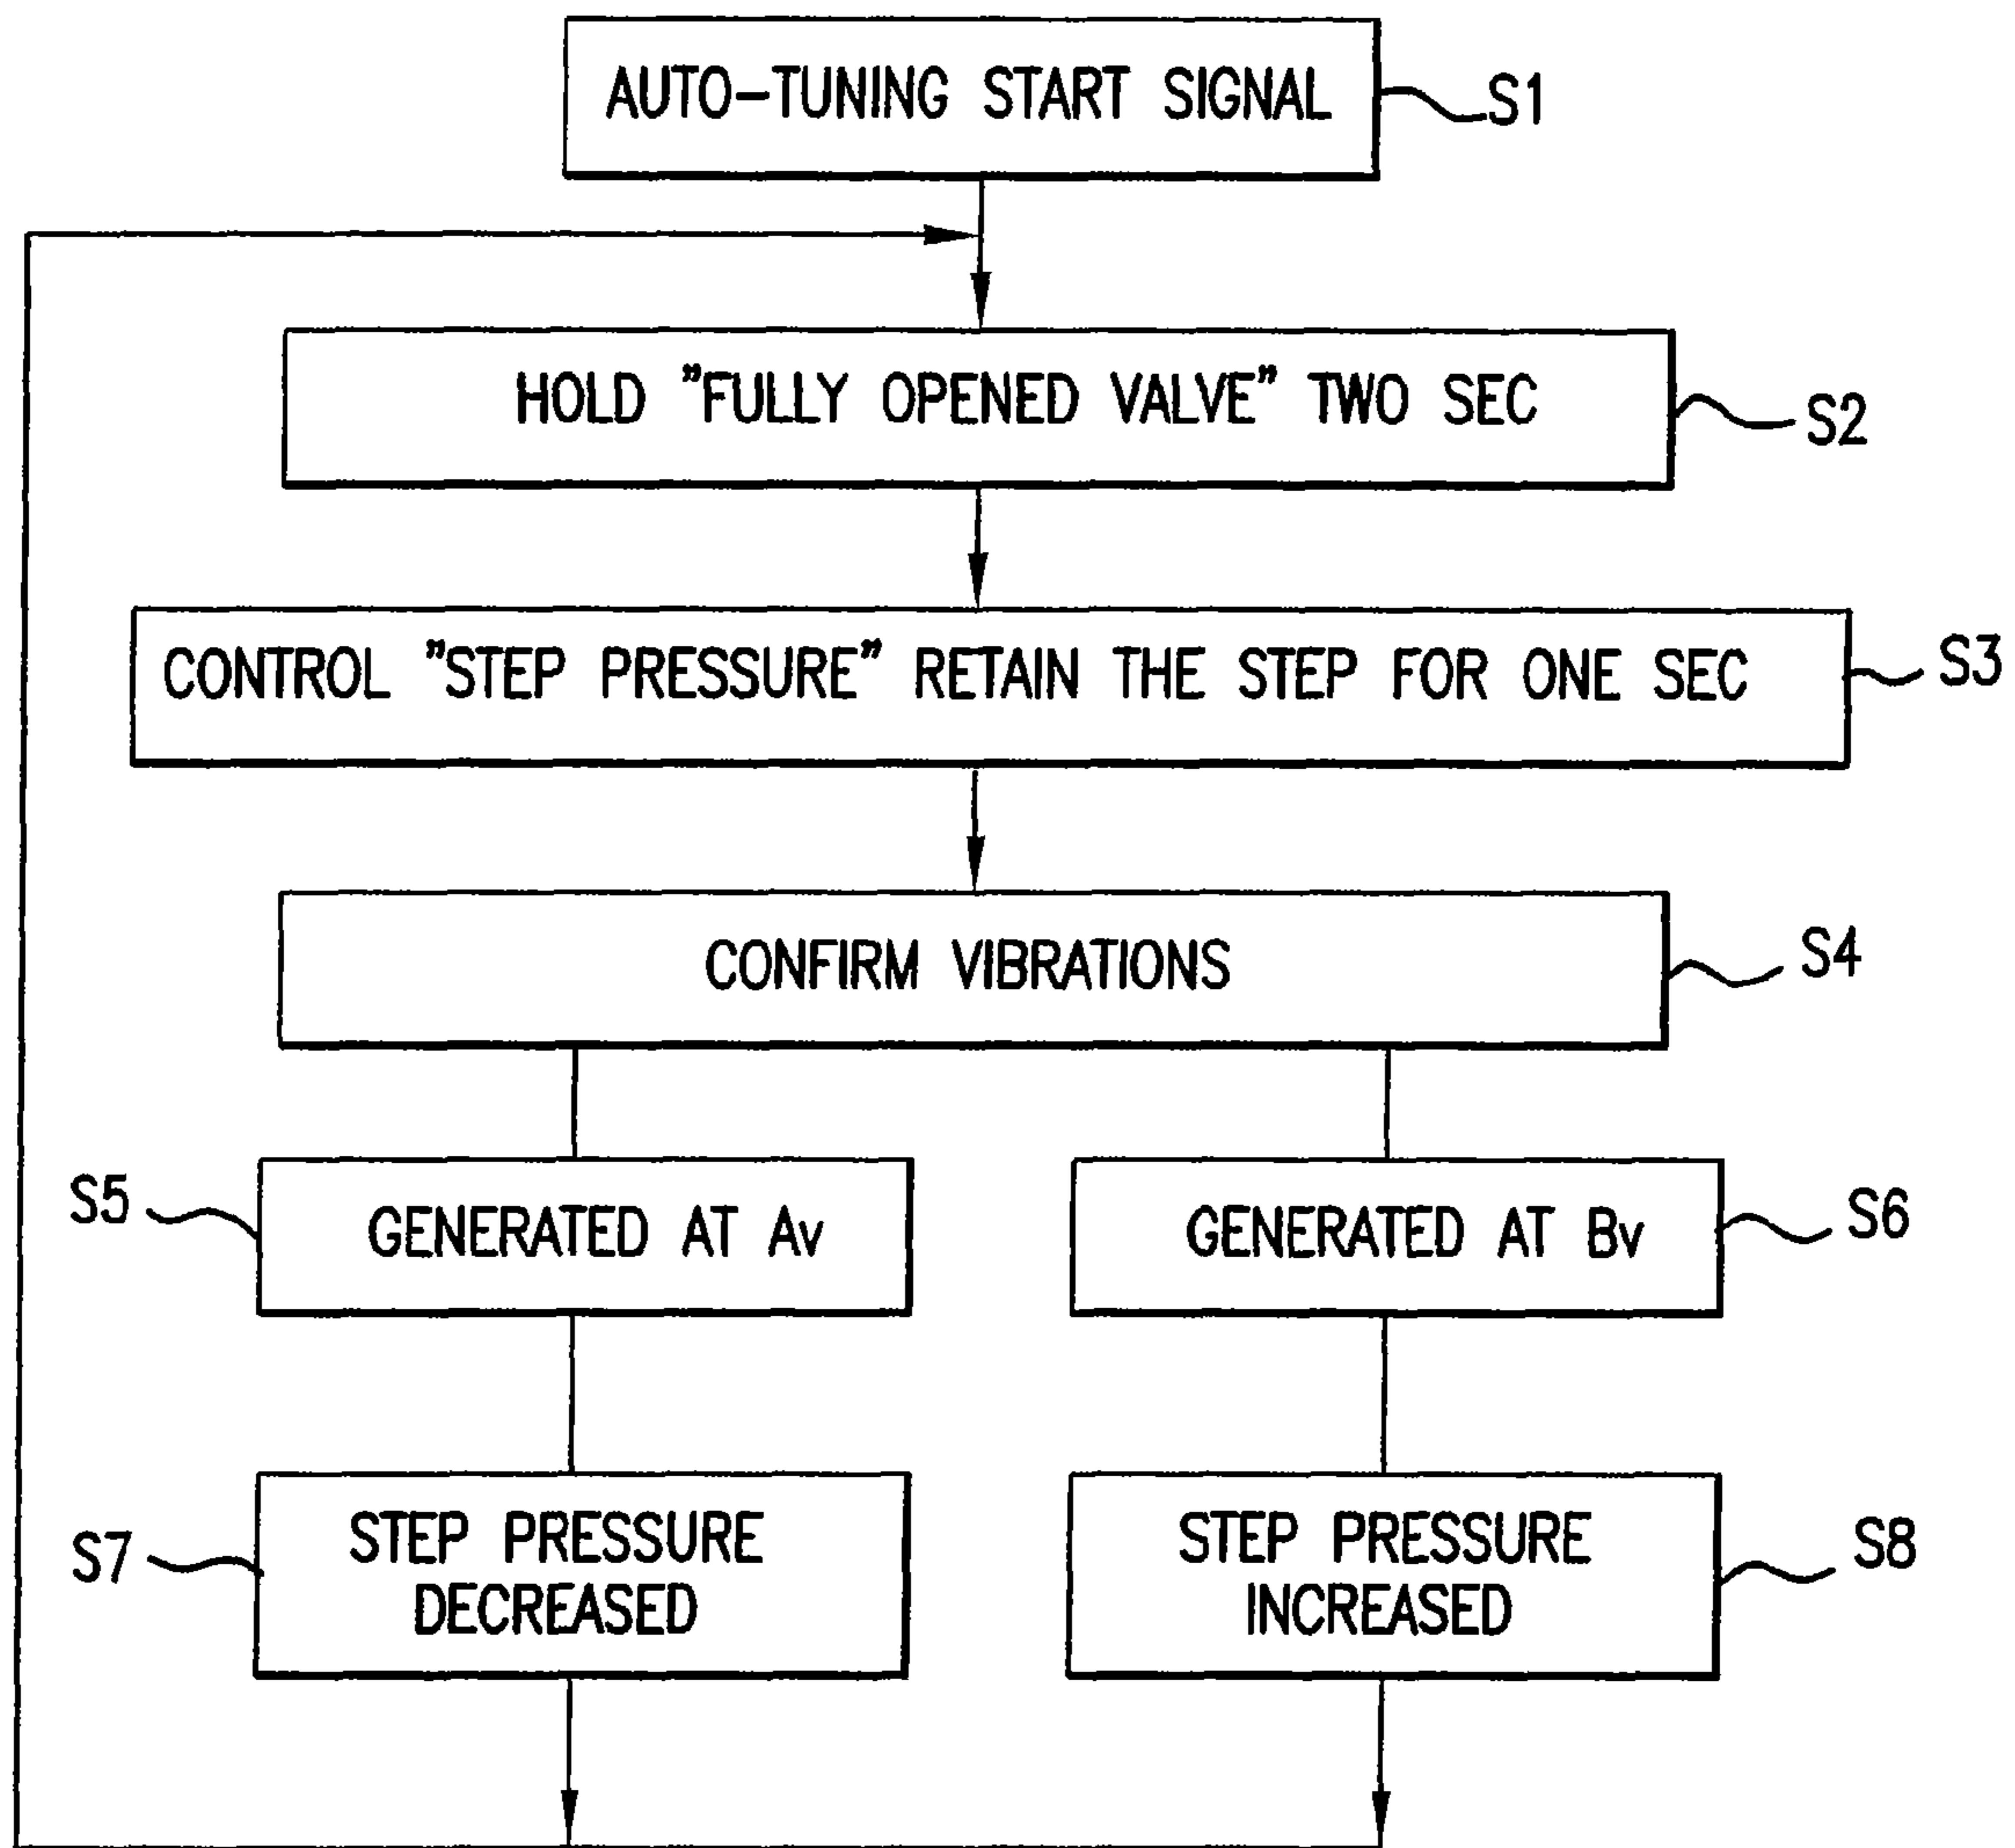 AUTO-TUNING START SIGNAL
S1
HOLD "FULLY OPENED VALVE" TWO SEC
S2
CONTROL "STEP PRESSURE" RETAIN THE STEP FOR ONE SEC
S3
CONFIRM VIBRATIONS
S4
S5
GENERATED AT Av
GENERATED AT Bv
S6
S7
STEP PRESSURE
DECREASED
STEP PRESSURE
INCREASED
S8